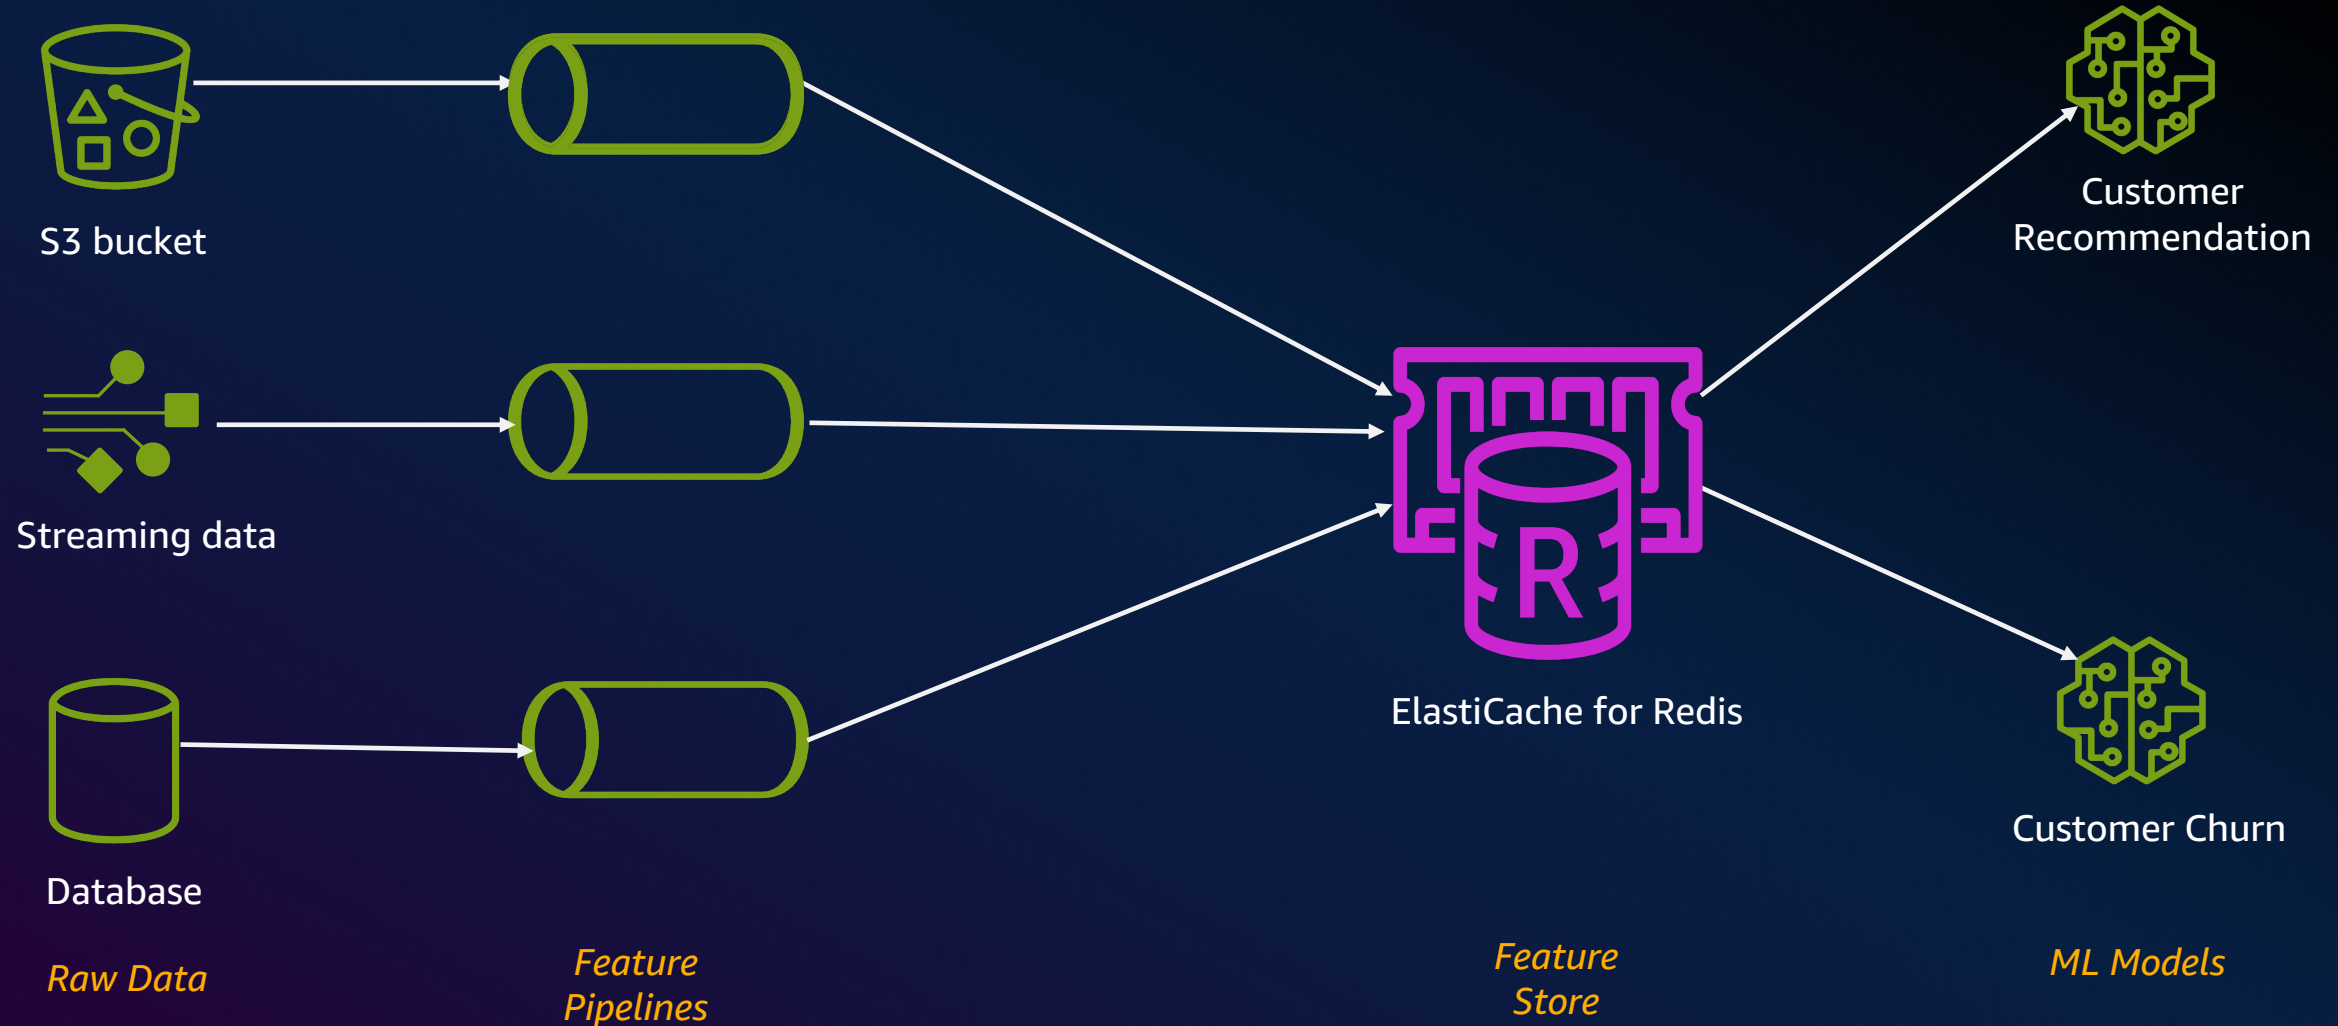 S3 bucket
Streaming data
Database
Raw Data
Feature
Pipelines
R
ElastiCache for Redis
Feature
Store
Customer
Recommendation
Customer Churn
ML Models